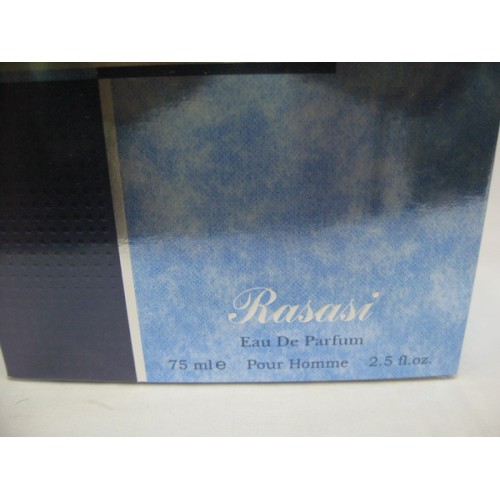 Rasasi
Eau De Parfum
75 ml e Pour Homme 2.5 fl.oz.